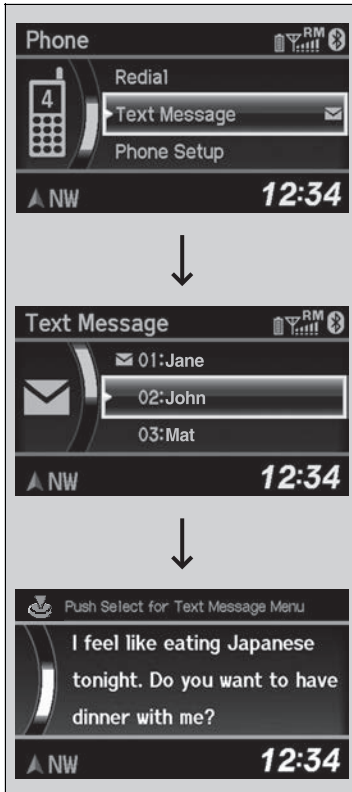 Phone
RM
4
Redial
Text Message
Phone Setup
NW
12:34
Text Message
RM
01:Jane
02:John
03:Mat
NW
12:34
Push Select for Text Message Menu
I feel like eating Japanese
tonight. Do you want to have
dinner with me?
NW
12:34